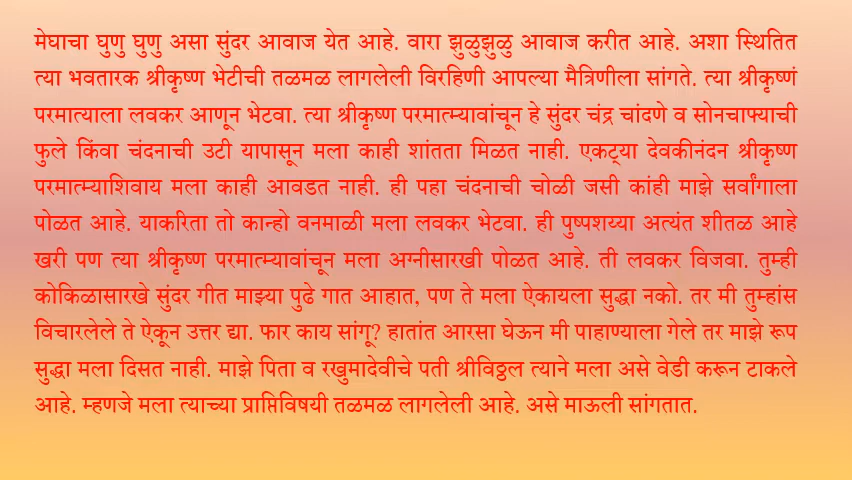 मेघाचा घुणु घुणु असा सुंदर आवाज येत आहे. वारा झुळुझुळु आवाज करीत आहे. अशा स्थितित
त्या भवतारक श्रीकृष्ण भेटीची तळमळ लागलेली विरहिणी आपल्या मैत्रिणीला सांगते. त्या श्रीकृष्णं
परमात्याला लवकर आणून भेटवा. त्या श्रीकृष्ण परमात्म्यावांचून हे सुंदर चंद्र चांदणे व सोनचाफ्याची
फुले किंवा चंदनाची उटी यापासून मला काही शांतता मिळत नाही. एकट्या देवकीनंदन श्रीकृष्ण
परमात्म्याशिवाय मला काही आवडत नाही. ही पहा चंदनाची चोळी जसी कांही माझे सर्वांगाला
पोळत आहे. याकरिता तो कान्हो वनमाळी मला लवकर भेटवा. ही पुष्पशय्या अत्यंत शीतळ आहे
खरी पण त्या श्रीकृष्ण परमात्म्यावांचून मला अग्नीसारखी पोळत आहे. ती लवकर विजवा. तुम्ही
कोकिळासारखे सुंदर गीत माझ्या पुढे गात आहात, पण ते मला ऐकायला सुद्धा नको. तर मी तुम्हांस
विचारलेले ते ऐकून उत्तर द्या. फार काय सांगू? हातांत आरसा घेऊन मी पाहाण्याला गेले तर माझे रूप
सुद्धा मला दिसत नाही. माझे पिता व रखुमादेवीचे पती श्रीविठ्ठल त्याने मला असे वेडी करून टाकले
आहे. म्हणजे मला त्याच्या प्राप्तिविषयी तळमळ लागलेली आहे. असे माऊली सांगतात.